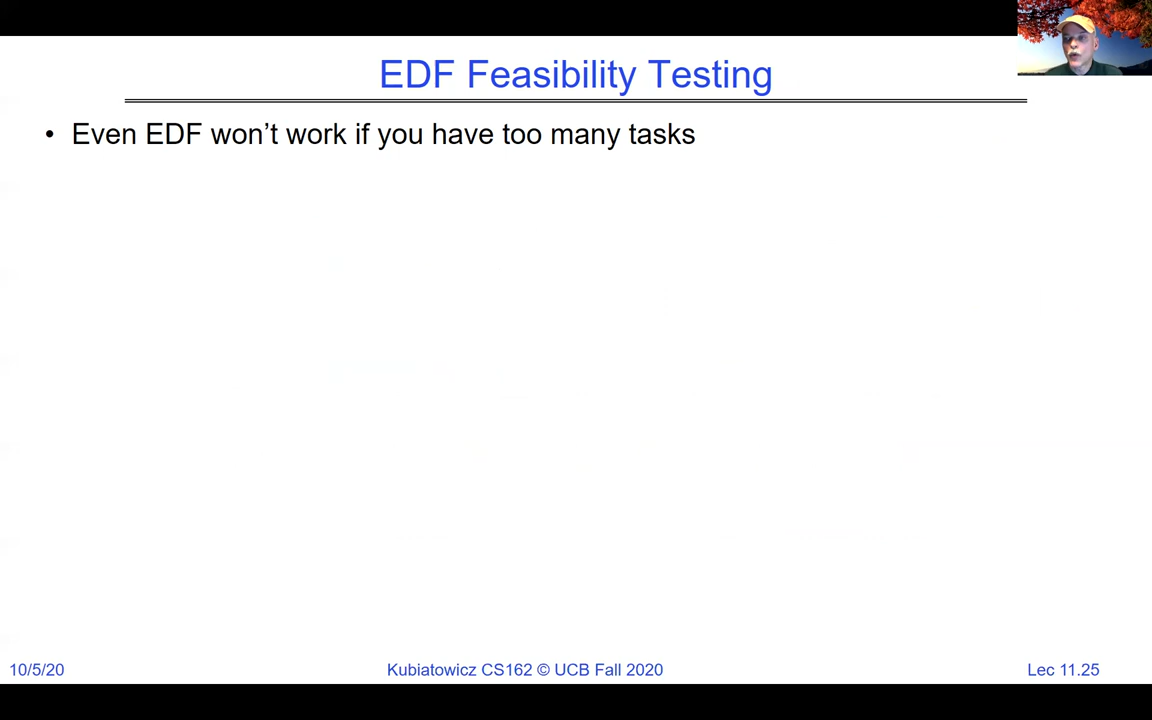 EDF Feasibility Testing
• Even EDF won’t work if you have too many tasks
10/5/20
Kubiatowicz CS162 © UCB Fall 2020
Lec 11.25